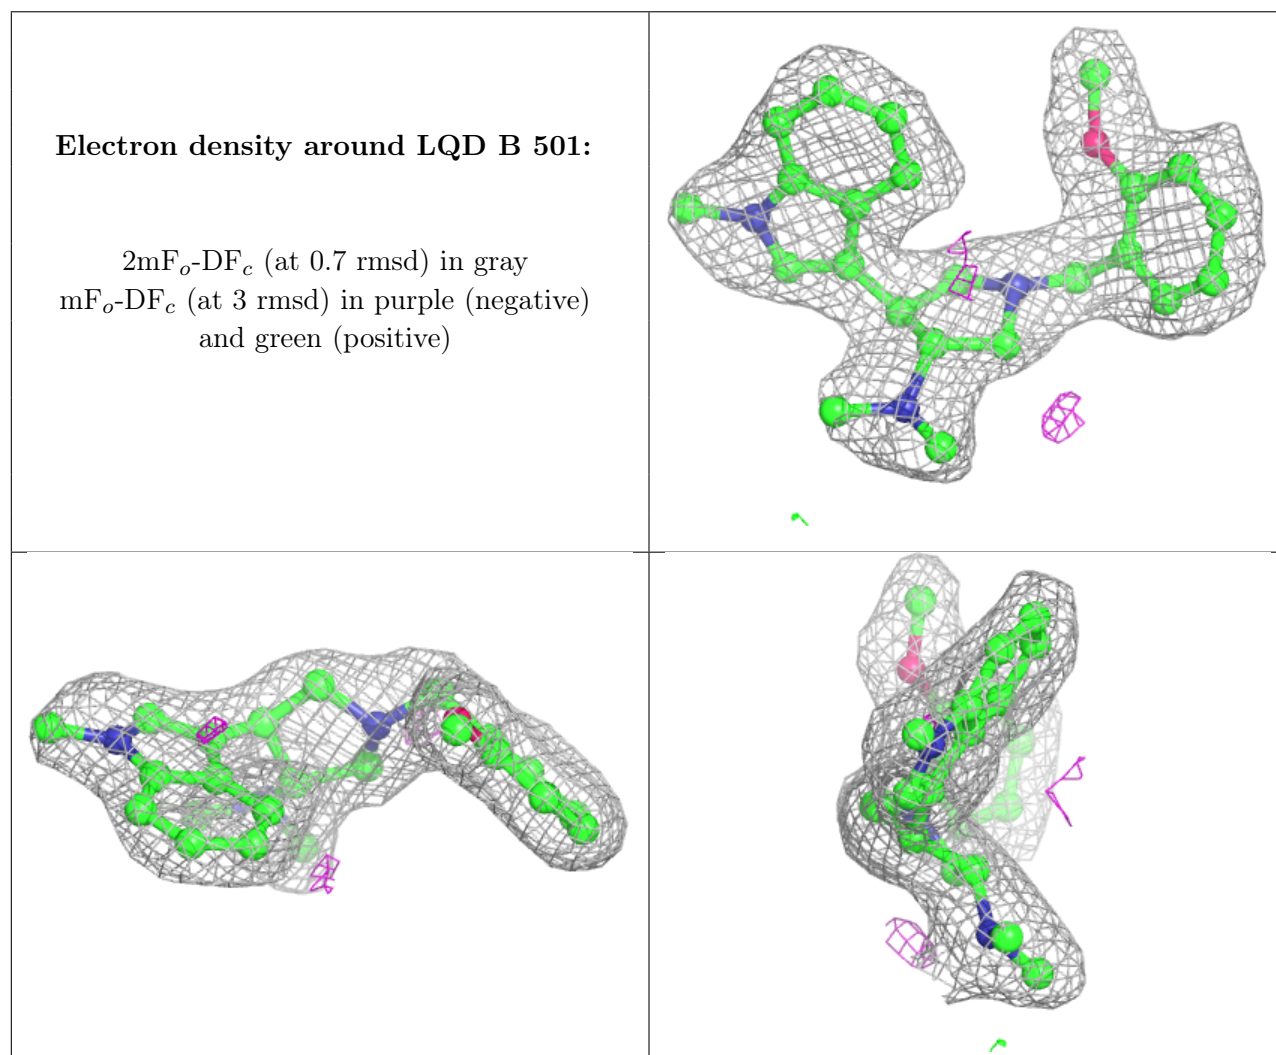 Electron density around LQD B 501:
2mFo-DFc (at 0.7 rmsd) in gray
mFo-DFc (at 3 rmsd) in purple (negative)
and green (positive)